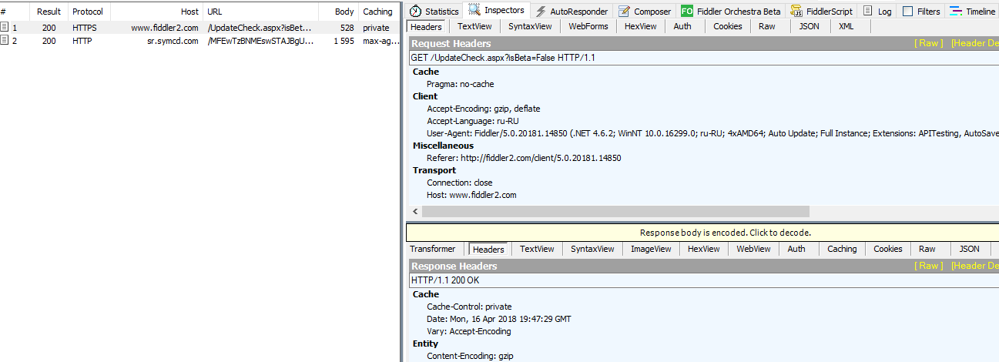 # Result Protocol Host URL Body Caching
1 200 HTTPS www.fiddler2.com /UpdateCheck.aspx?isBet... 528 private
2 200 HTTP sr.symcd.com /MFEwTzBNMEswSTAJBgU... 1 595 max-ag...
Statistics Inspectors AutoResponder Composer FO Fiddler Orchestra Beta JS FiddlerScript Log Filters Timeline
Headers TextView SyntaxView WebForms HexView Auth Cookies Raw JSON XML
Request Headers [ Raw ] [Header De
GET /UpdateCheck.aspx?isBeta=False HTTP/1.1
Cache
Pragma: no-cache
Client
Accept-Encoding: gzip, deflate
Accept-Language: ru-RU
User-Agent: Fiddler/5.0.20181.14850 (.NET 4.6.2; WinNT 10.0.16299.0; ru-RU; 4xAMD64; Auto Update; Full Instance; Extensions: APITesting, AutoSave
Miscellaneous
Referer: http://fiddler2.com/client/5.0.20181.14850
Transport
Connection: close
Host: www.fiddler2.com
Response body is encoded. Click to decode.
Transformer Headers TextView SyntaxView ImageView HexView WebView Auth Caching Cookies Raw JSON
Response Headers [ Raw ] [Header De
HTTP/1.1 200 OK
Cache
Cache-Control: private
Date: Mon, 16 Apr 2018 19:47:29 GMT
Vary: Accept-Encoding
Entity
Content-Encoding: gzip